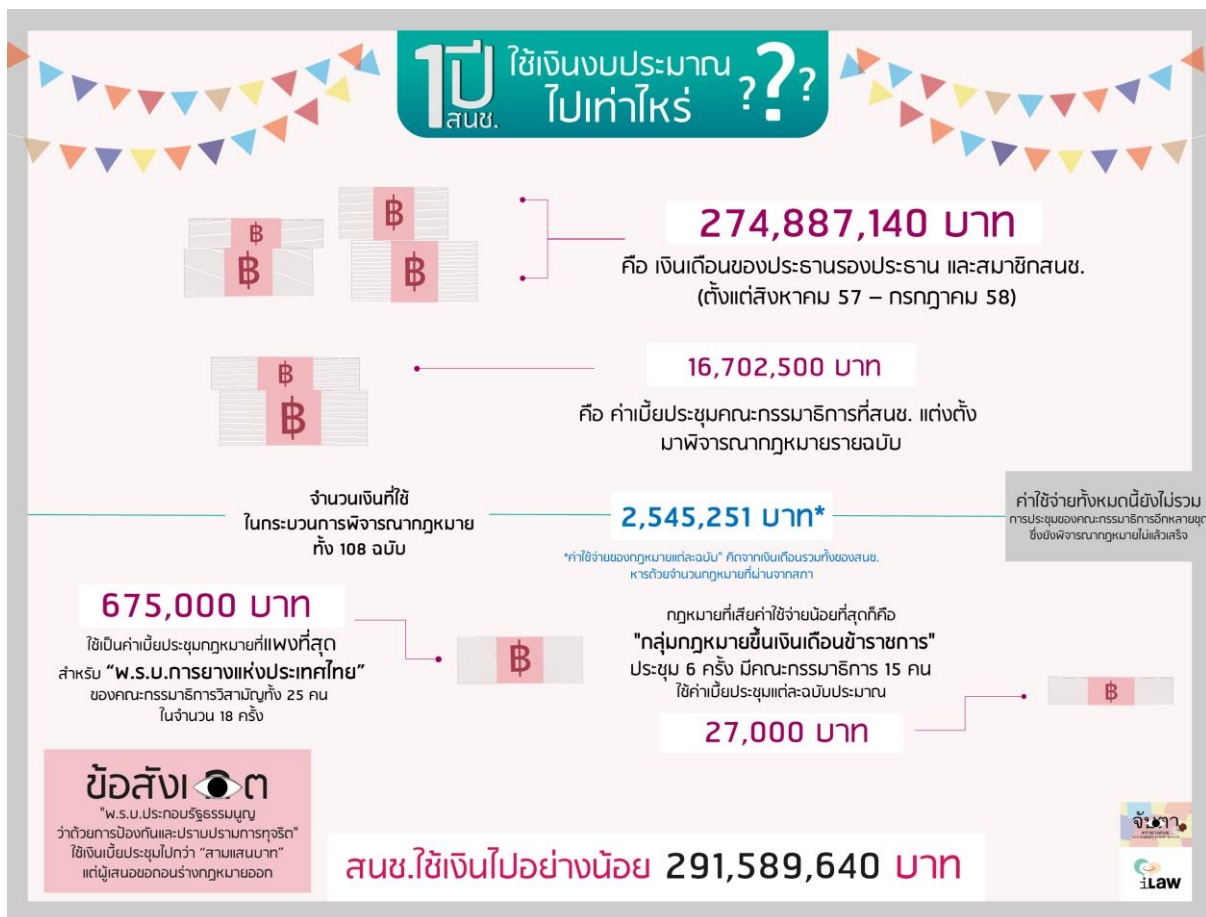 1ปี
สนช.
ใช้เงินงบประมาณ
ไปเท่าไหร่ ???
274,887,140 บาท
คือ เงินเดือนของประธานรองประธาน และสมาชิกสนช.
(ตั้งแต่สิงหาคม 57 – กรกฎาคม 58)
16,702,500 บาท
คือ ค่าเบี้ยประชุมคณะกรรมาธิการที่สนช. แต่งตั้ง
มาพิจารณากฎหมายรายฉบับ
จำนวนเงินที่ใช้
ในกระบวนการพิจารณากฎหมาย
ทั้ง 108 ฉบับ
2,545,251 บาท*
*ค่าใช้จ่ายของกฎหมายแต่ละฉบับ" คิดจากเงินเดือนรวมทั้งของสนช.
หารด้วยจำนวนกฎหมายที่ผ่านจากสภา
ค่าใช้จ่ายทั้งหมดนี้ยังไม่รวม
การประชุมของคณะกรรมาธิการอีกหลายชุด
ซึ่งยังพิจารณากฎหมายไม่แล้วเสร็จ
675,000 บาท
ใช้เป็นค่าเบี้ยประชุมกฎหมายที่แพงที่สุด
สำหรับ "พ.ร.บ.การยางแห่งประเทศไทย"
ของคณะกรรมาธิการวิสามัญทั้ง 25 คน
ในจำนวน 18 ครั้ง
กฎหมายที่เสียค่าใช้จ่ายน้อยที่สุดก็คือ
"กลุ่มกฎหมายขึ้นเงินเดือนข้าราชการ"
ประชุม 6 ครั้ง มีคณะกรรมาธิการ 15 คน
ใช้ค่าเบี้ยประชุมแต่ละฉบับประมาณ
27,000 บาท
ข้อสังเกต
"พ.ร.บ.ประกอบรัฐธรรมนูญ
ว่าด้วยการป้องกันและปราบปรามการทุจริต"
ใช้เงินเบี้ยประชุมไปกว่า "สามแสนบาท"
แต่ผู้เสนอขอถอนร่างกฎหมายออก
สนช.ใช้เงินไปอย่างน้อย 291,589,640 บาท
จับตา
iLaw